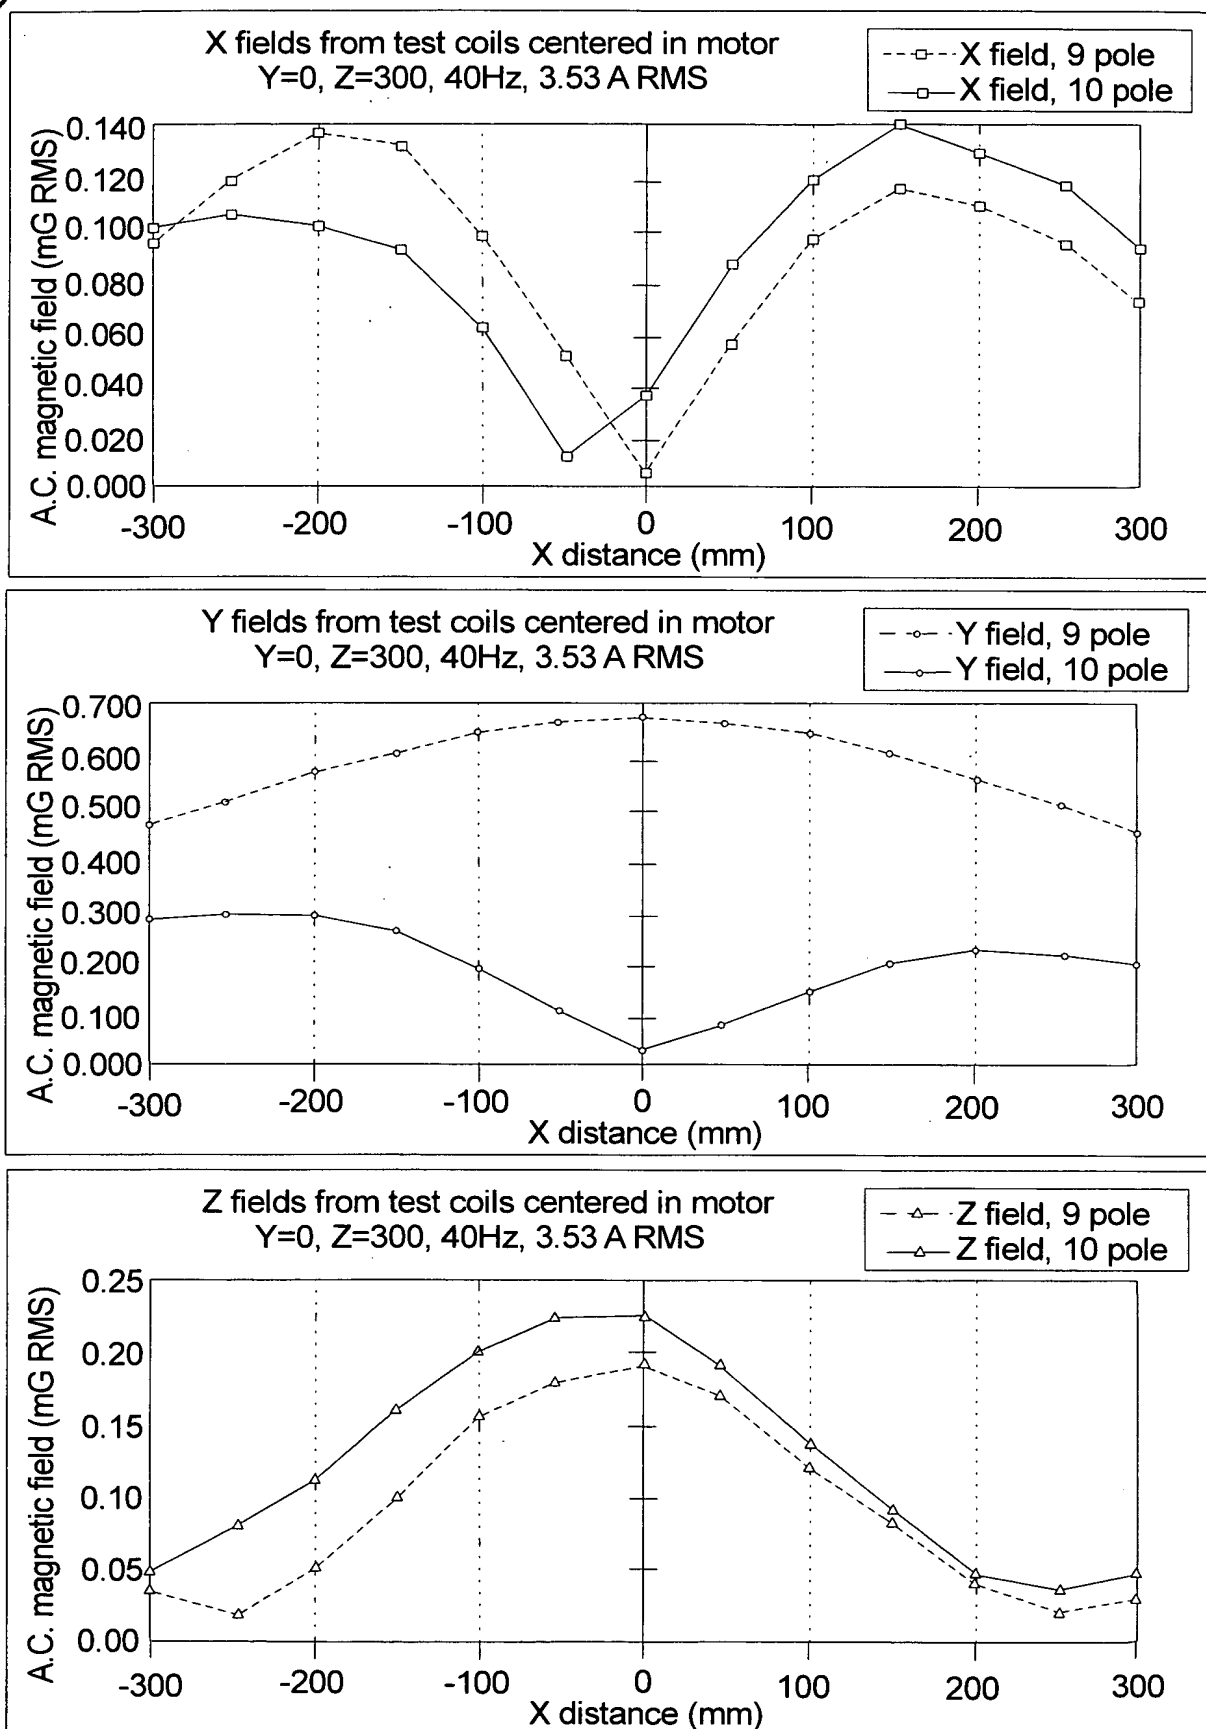 X fields from test coils centered in motor
Y=0, Z=300, 40Hz, 3.53 A RMS
X field, 9 pole
X field, 10 pole
A.C. magnetic field (mG RMS)
0.140
0.120
0.100
0.080
0.060
0.040
0.020
0.000
-300 -200 -100 0 100 200 300
X distance (mm)
Y fields from test coils centered in motor
Y=0, Z=300, 40Hz, 3.53 A RMS
Y field, 9 pole
Y field, 10 pole
A.C. magnetic field (mG RMS)
0.700
0.600
0.500
0.400
0.300
0.200
0.100
0.000
-300 -200 -100 0 100 200 300
X distance (mm)
Z fields from test coils centered in motor
Y=0, Z=300, 40Hz, 3.53 A RMS
Z field, 9 pole
Z field, 10 pole
A.C. magnetic field (mG RMS)
0.25
0.20
0.15
0.10
0.05
0.00
-300 -200 -100 0 100 200 300
X distance (mm)